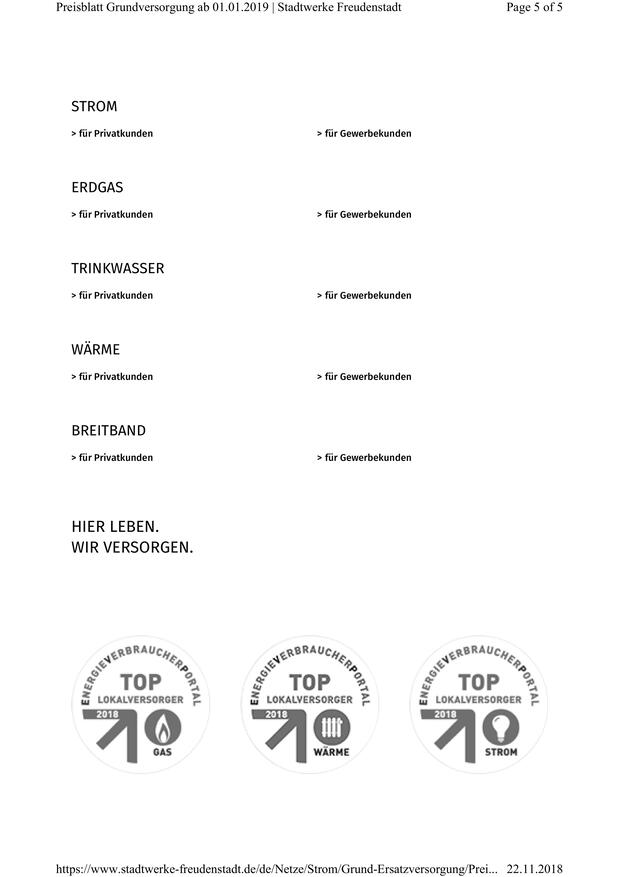 Preisblatt Grundversorgung ab 01.01.2019 | Stadtwerke Freudenstadt Page 5 of 5
STROM
> für Privatkunden > für Gewerbekunden
ERDGAS
> für Privatkunden > für Gewerbekunden
TRINKWASSER
> für Privatkunden > für Gewerbekunden
WÄRME
> für Privatkunden > für Gewerbekunden
BREITBAND
> für Privatkunden > für Gewerbekunden
HIER LEBEN.
WIR VERSORGEN.
ENERGIEVERBRAUCHERPORTAL
TOP
LOKALVERSORGER
2018
GAS
ENERGIEVERBRAUCHERPORTAL
TOP
LOKALVERSORGER
2018
WÄRME
ENERGIEVERBRAUCHERPORTAL
TOP
LOKALVERSORGER
2018
STROM
https://www.stadtwerke-freudenstadt.de/de/Netze/Strom/Grund-Ersatzversorgung/Prei... 22.11.2018